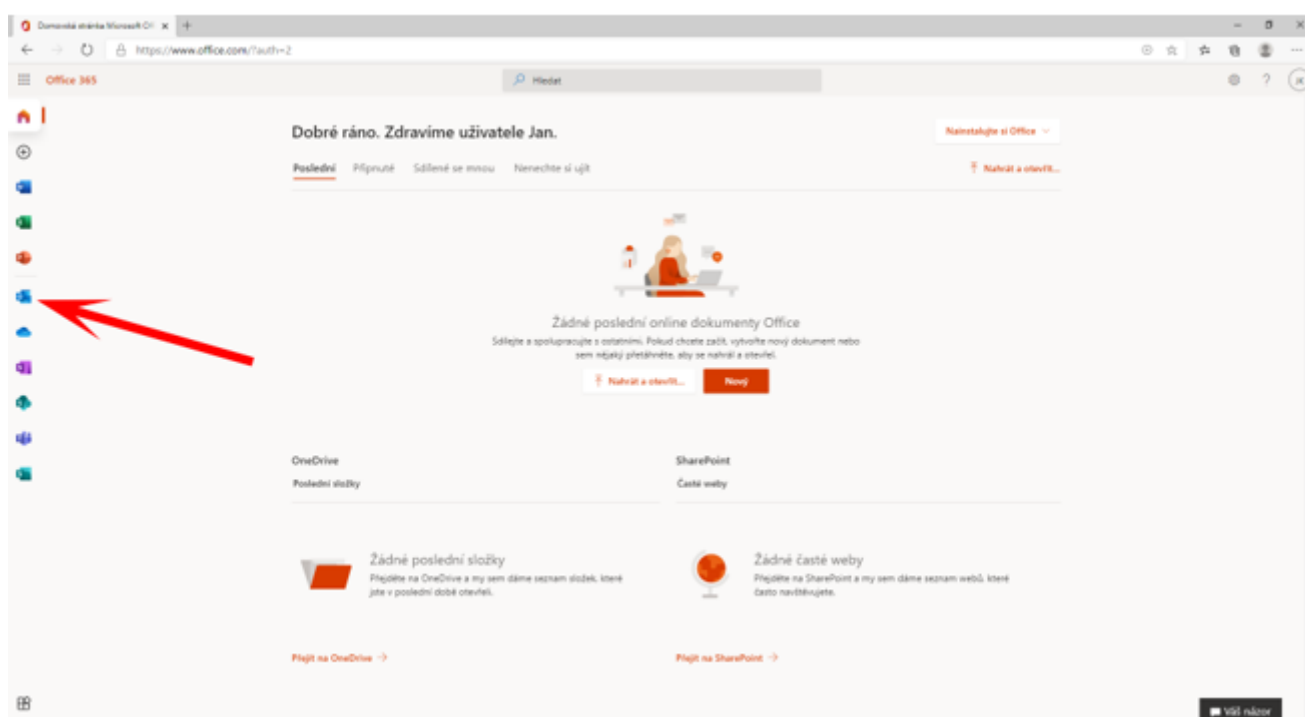 Domovská stránka Microsoft Of
https://www.office.com/?auth=2
Office 365
Hledat
Dobré ráno. Zdravíme uživatele Jan.
Nainstalujte si Office
Poslední Připnuté Sdílené se mnou Nenechte si ujít
Nahrát a otevřít...
Žádné poslední online dokumenty Office
Sdílejte a spolupracujte s ostatními. Pokud chcete začít, vytvořte nový dokument nebo
sem nějaký přetáhněte, aby se nahrál a otevřel.
Nahrát a otevřít... Nový
OneDrive
Poslední složky
SharePoint
Časté weby
Žádné poslední složky
Přejděte na OneDrive a my sem dáme seznam složek, které
jste v poslední době otevřeli.
Přejít na OneDrive →
Žádné časté weby
Přejděte na SharePoint a my sem dáme seznam webů, které
často navštěvujete.
Přejít na SharePoint →
Váš názor